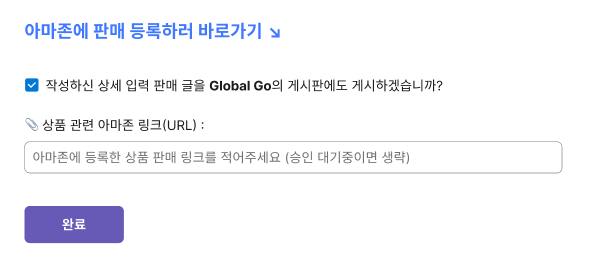 아마존에 판매 등록하러 바로가기 ↘
작성하신 상세 입력 판매 글을 Global Go의 게시판에도 게시하겠습니까?
📎 상품 관련 아마존 링크(URL) :
아마존에 등록한 상품 판매 링크를 적어주세요 (승인 대기중이면 생략)
완료